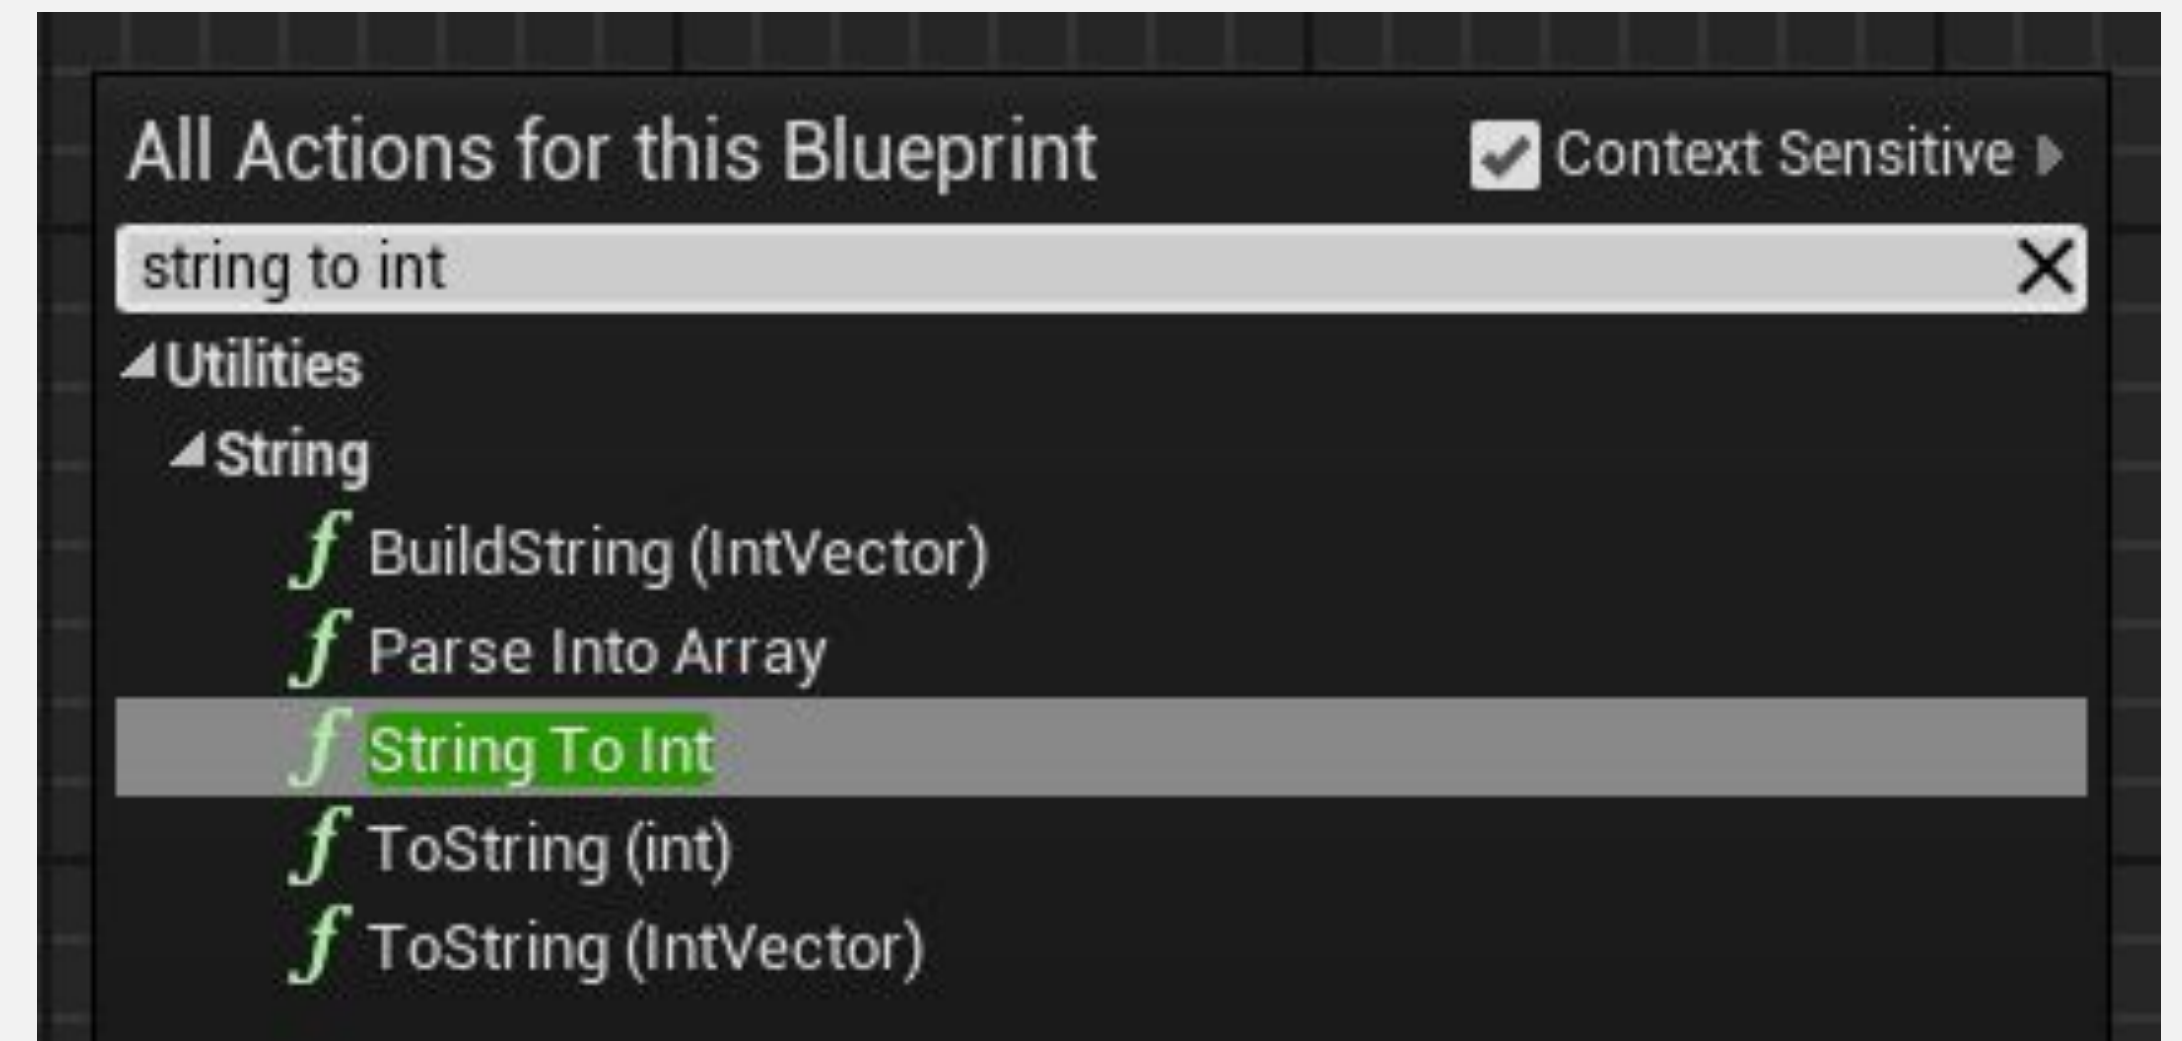 All Actions for this Blueprint
Context Sensitive
string to int
Utilities
String
BuildString (IntVector)
Parse Into Array
String To Int
ToString (int)
ToString (IntVector)